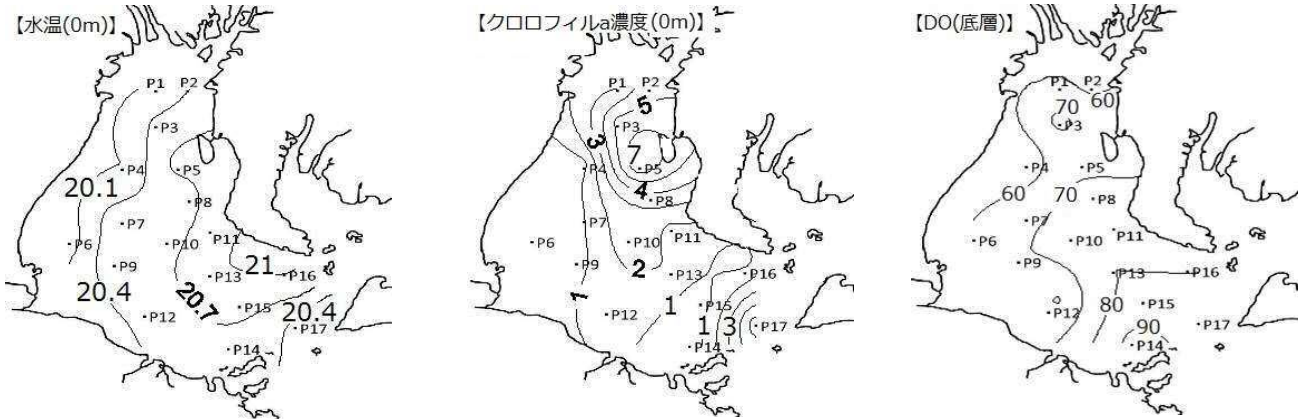 【水温(0m)】
P1
P2
P3
P4
P5
20.1
P8
P7
P6
P10
P11
P9
P13
21
P16
20.4
20.7
P15
20.4
P12
P17
P14
【クロロフィルa濃度(0m)】
P1
P2
5
P3
3
7
P4
P5
4
P8
P7
P6
P10
P11
2
P9
P13
P16
1
1
P15
P12
1
3
P17
P14
【DO(底層)】
P1
P2
70
60
P3
P4
P5
60
70
P8
P7
P6
P10
P11
P9
P13
P16
80
P15
P12
90
P17
P14